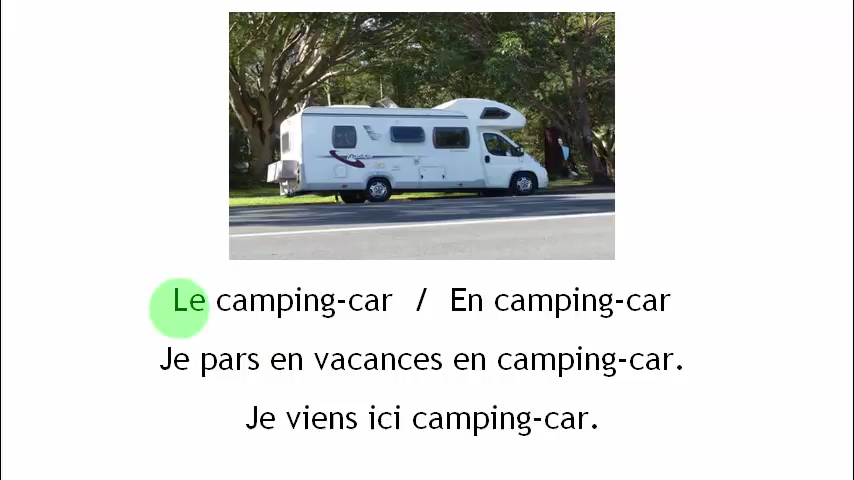 Le camping-car / En camping-car
Je pars en vacances en camping-car.
Je viens ici camping-car.